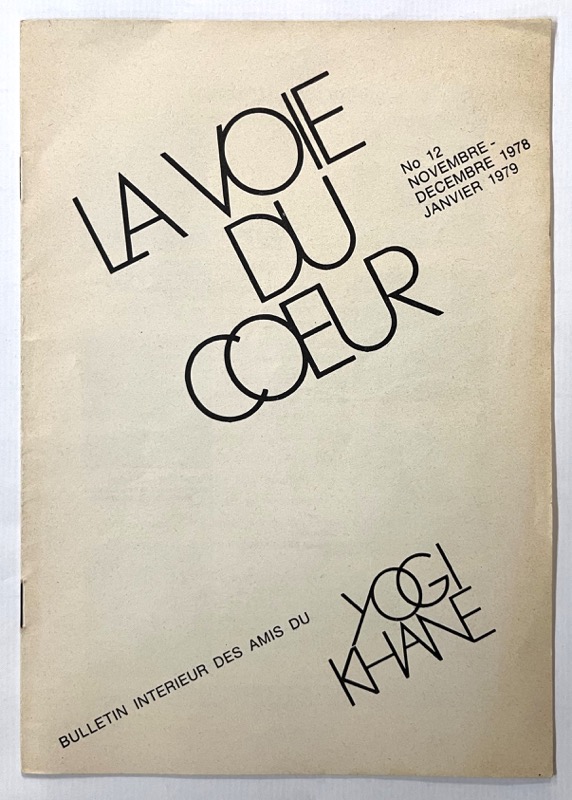 LA VOIE
DU
COEUR
No 12
NOVEMBRE -
DECEMBRE 1978
JANVIER 1979
BULLETIN INTERIEUR DES AMIS DU
YOGI
KHANE